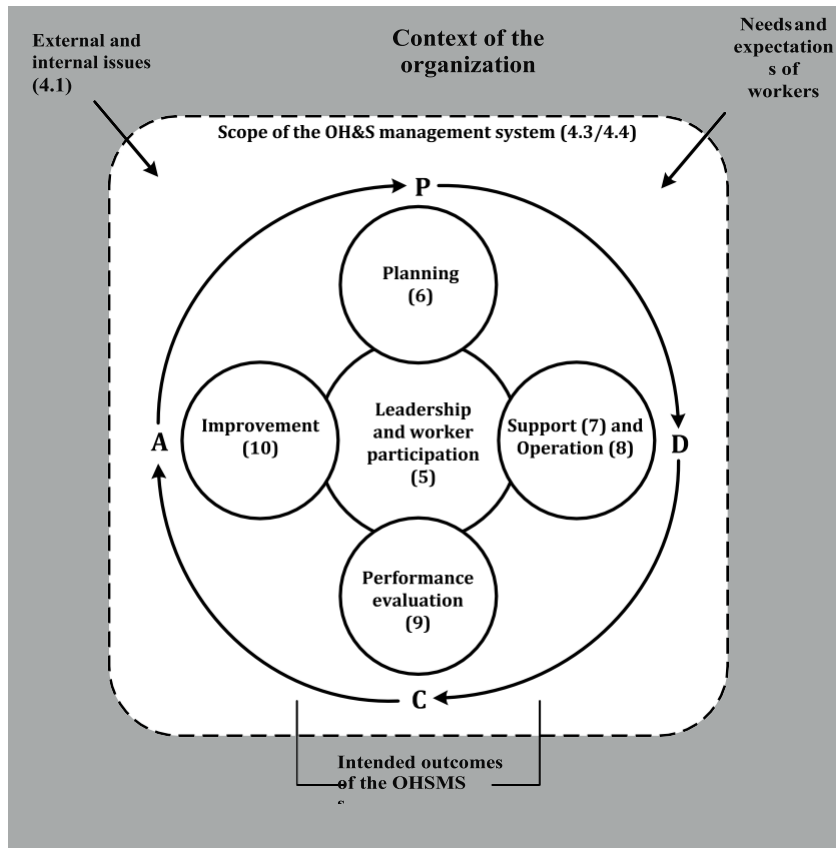 External and
internal issues
(4.1)
Context of the
organization
Needs and
expectation
s of
workers
Scope of the OH&S management system (4.3/4.4)
P
Planning
(6)
Improvement
(10)
Leadership
and worker
participation
(5)
Support (7) and
Operation (8)
A
D
Performance
evaluation
(9)
C
Intended outcomes
of the OHSMS